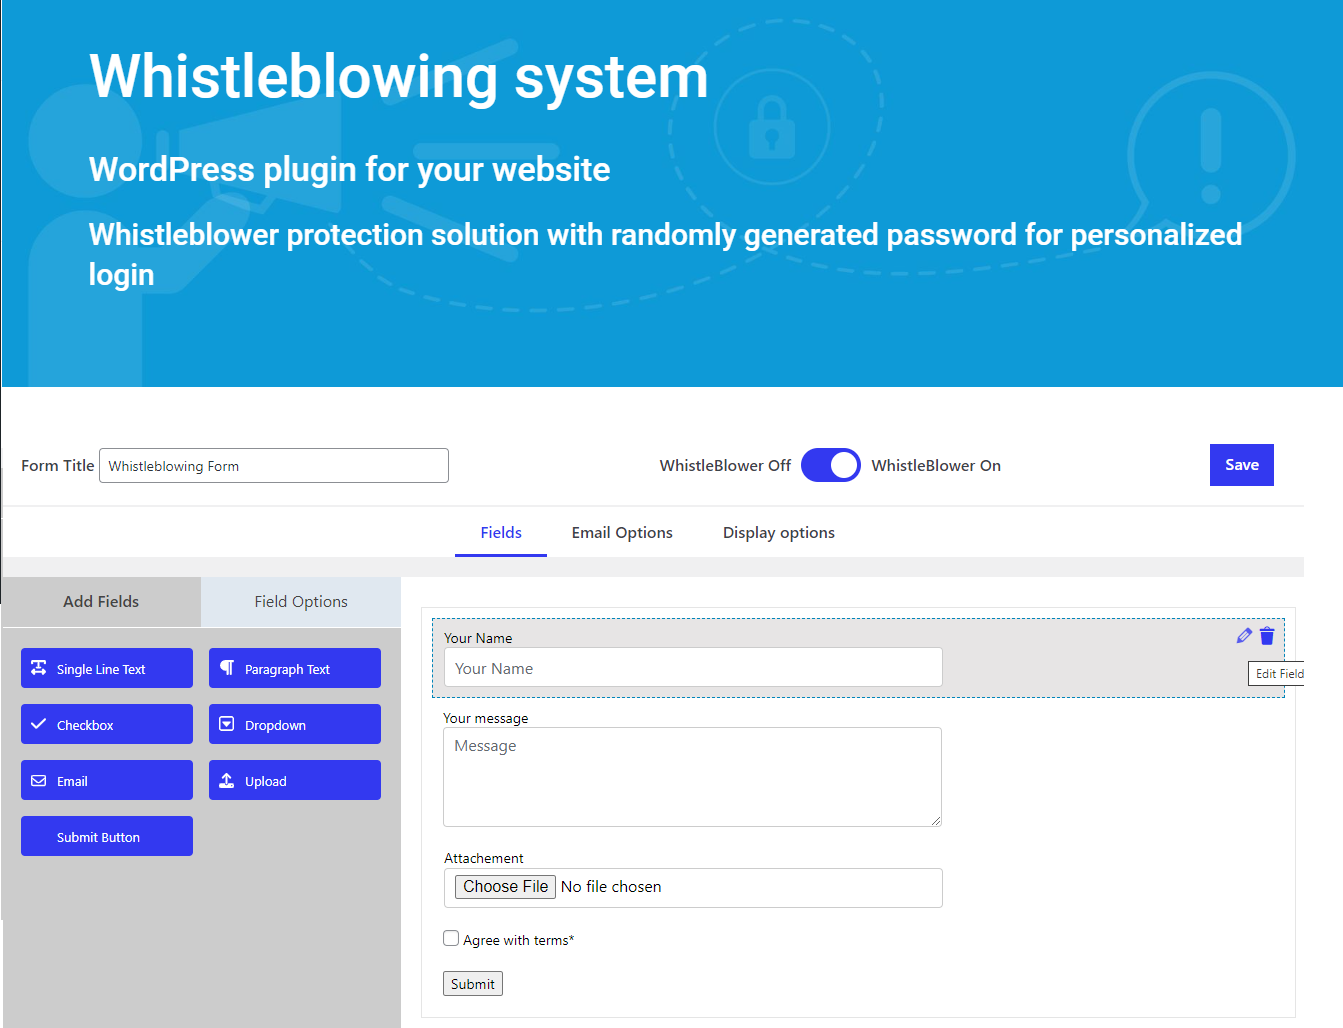 Whistleblowing system
WordPress plugin for your website
Whistleblower protection solution with randomly generated password for personalized
login
Form Title Whistleblowing Form WhistleBlower Off WhistleBlower On Save
Fields Email Options Display options
Add Fields Field Options
Single Line Text Paragraph Text
Checkbox Dropdown
Email Upload
Submit Button
Your Name
Your Name
Edit Field
Your message
Message
Attachement
Choose File No file chosen
Agree with terms*
Submit